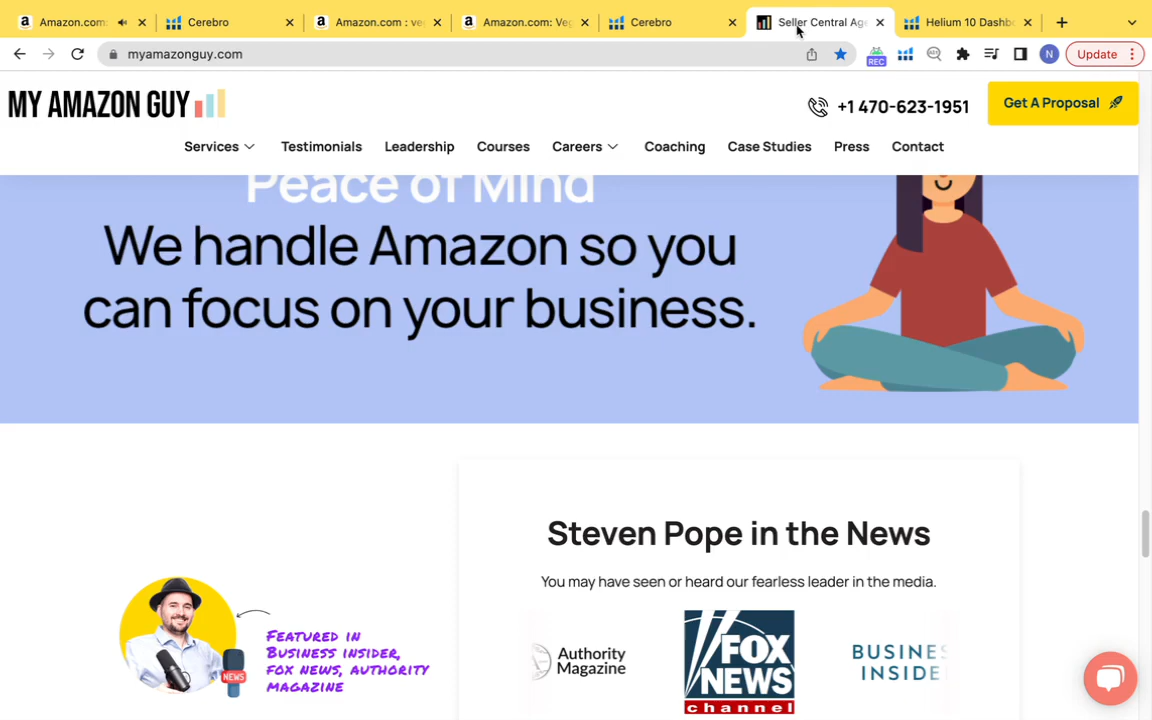 Amazon.com:
Cerebro
Amazon.com : ve
Amazon.com: Veg
Cerebro
Seller Central Age
Helium 10 Dashbo
myamazonguy.com
REC
N
Update
MY AMAZON GUY
+1 470-623-1951
Get A Proposal
Services
Testimonials
Leadership
Courses
Careers
Coaching
Case Studies
Press
Contact
Peace of Mind
We handle Amazon so you
can focus on your business.
Steven Pope in the News
You may have seen or heard our fearless leader in the media.
Featured in
Business insider,
fox news, authority
magazine
NEWS
Authority
Magazine
FOX
NEWS
channel
BUSINES
INSIDE